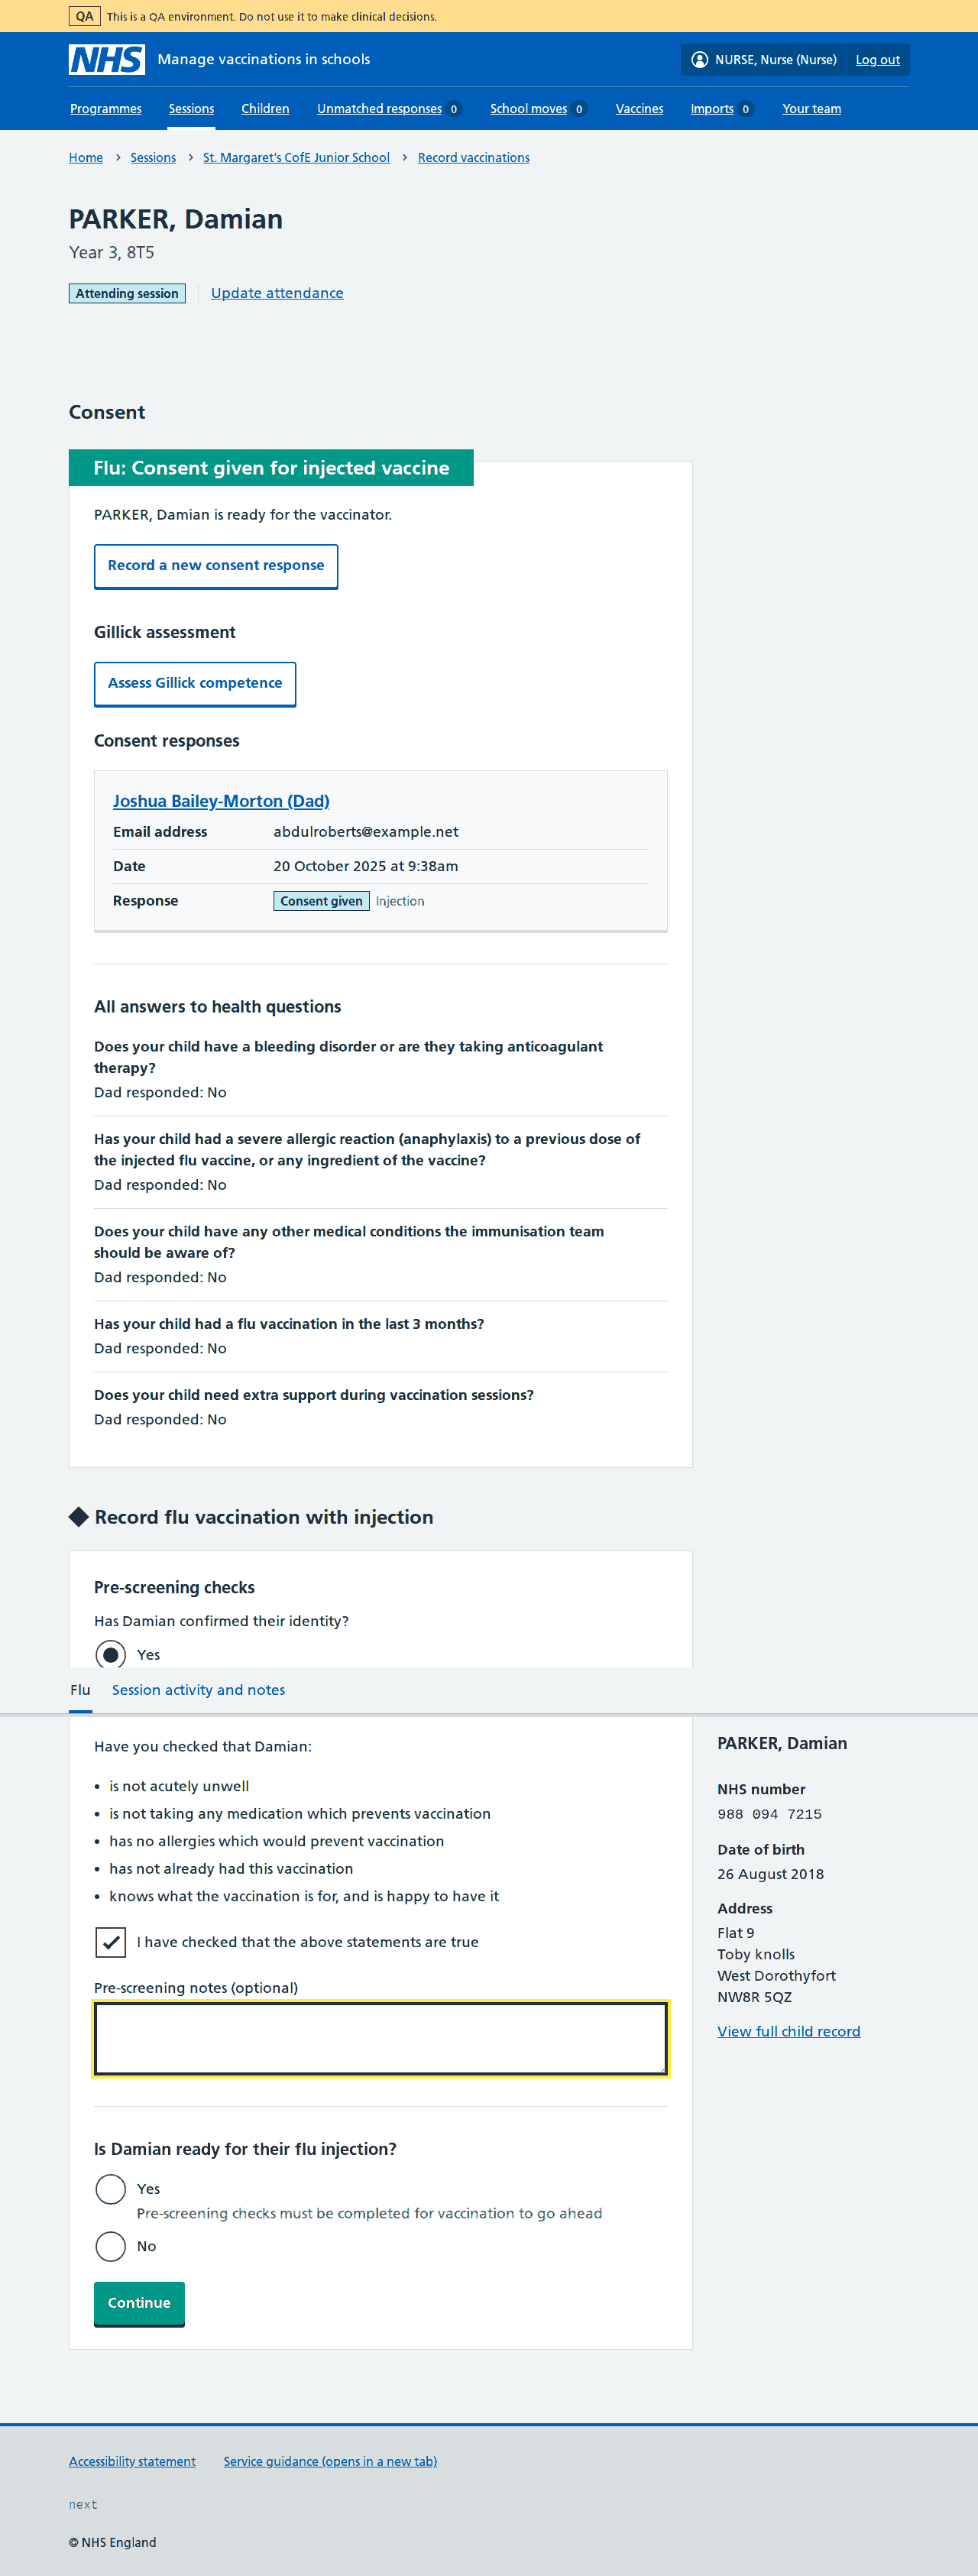 QA This is a QA environment. Do not use it to make clinical decisions.
NHS Manage vaccinations in schools NURSE, Nurse (Nurse) Log out
Programmes Sessions Children Unmatched responses 0 School moves 0 Vaccines Imports 0 Your team
Home Sessions St. Margaret's CofE Junior School Record vaccinations
PARKER, Damian
Year 3, 8T5
Attending session Update attendance
Consent
Flu: Consent given for injected vaccine
PARKER, Damian is ready for the vaccinator.
Record a new consent response
Gillick assessment
Assess Gillick competence
Consent responses
Joshua Bailey-Morton (Dad)
Email address abdulroberts@example.net
Date 20 October 2025 at 9:38am
Response Consent given Injection
All answers to health questions
Does your child have a bleeding disorder or are they taking anticoagulant
therapy?
Dad responded: No
Has your child had a severe allergic reaction (anaphylaxis) to a previous dose of
the injected flu vaccine, or any ingredient of the vaccine?
Dad responded: No
Does your child have any other medical conditions the immunisation team
should be aware of?
Dad responded: No
Has your child had a flu vaccination in the last 3 months?
Dad responded: No
Does your child need extra support during vaccination sessions?
Dad responded: No
Record flu vaccination with injection
Pre-screening checks
Has Damian confirmed their identity?
Yes
Flu Session activity and notes
Have you checked that Damian:
• is not acutely unwell
• is not taking any medication which prevents vaccination
• has no allergies which would prevent vaccination
• has not already had this vaccination
• knows what the vaccination is for, and is happy to have it
I have checked that the above statements are true
Pre-screening notes (optional)
Is Damian ready for their flu injection?
Yes
Pre-screening checks must be completed for vaccination to go ahead
No
Continue
PARKER, Damian
NHS number
988 094 7215
Date of birth
26 August 2018
Address
Flat 9
Toby knolls
West Dorothyfort
NW8R 5QZ
View full child record
Accessibility statement Service guidance (opens in a new tab)
next
© NHS England